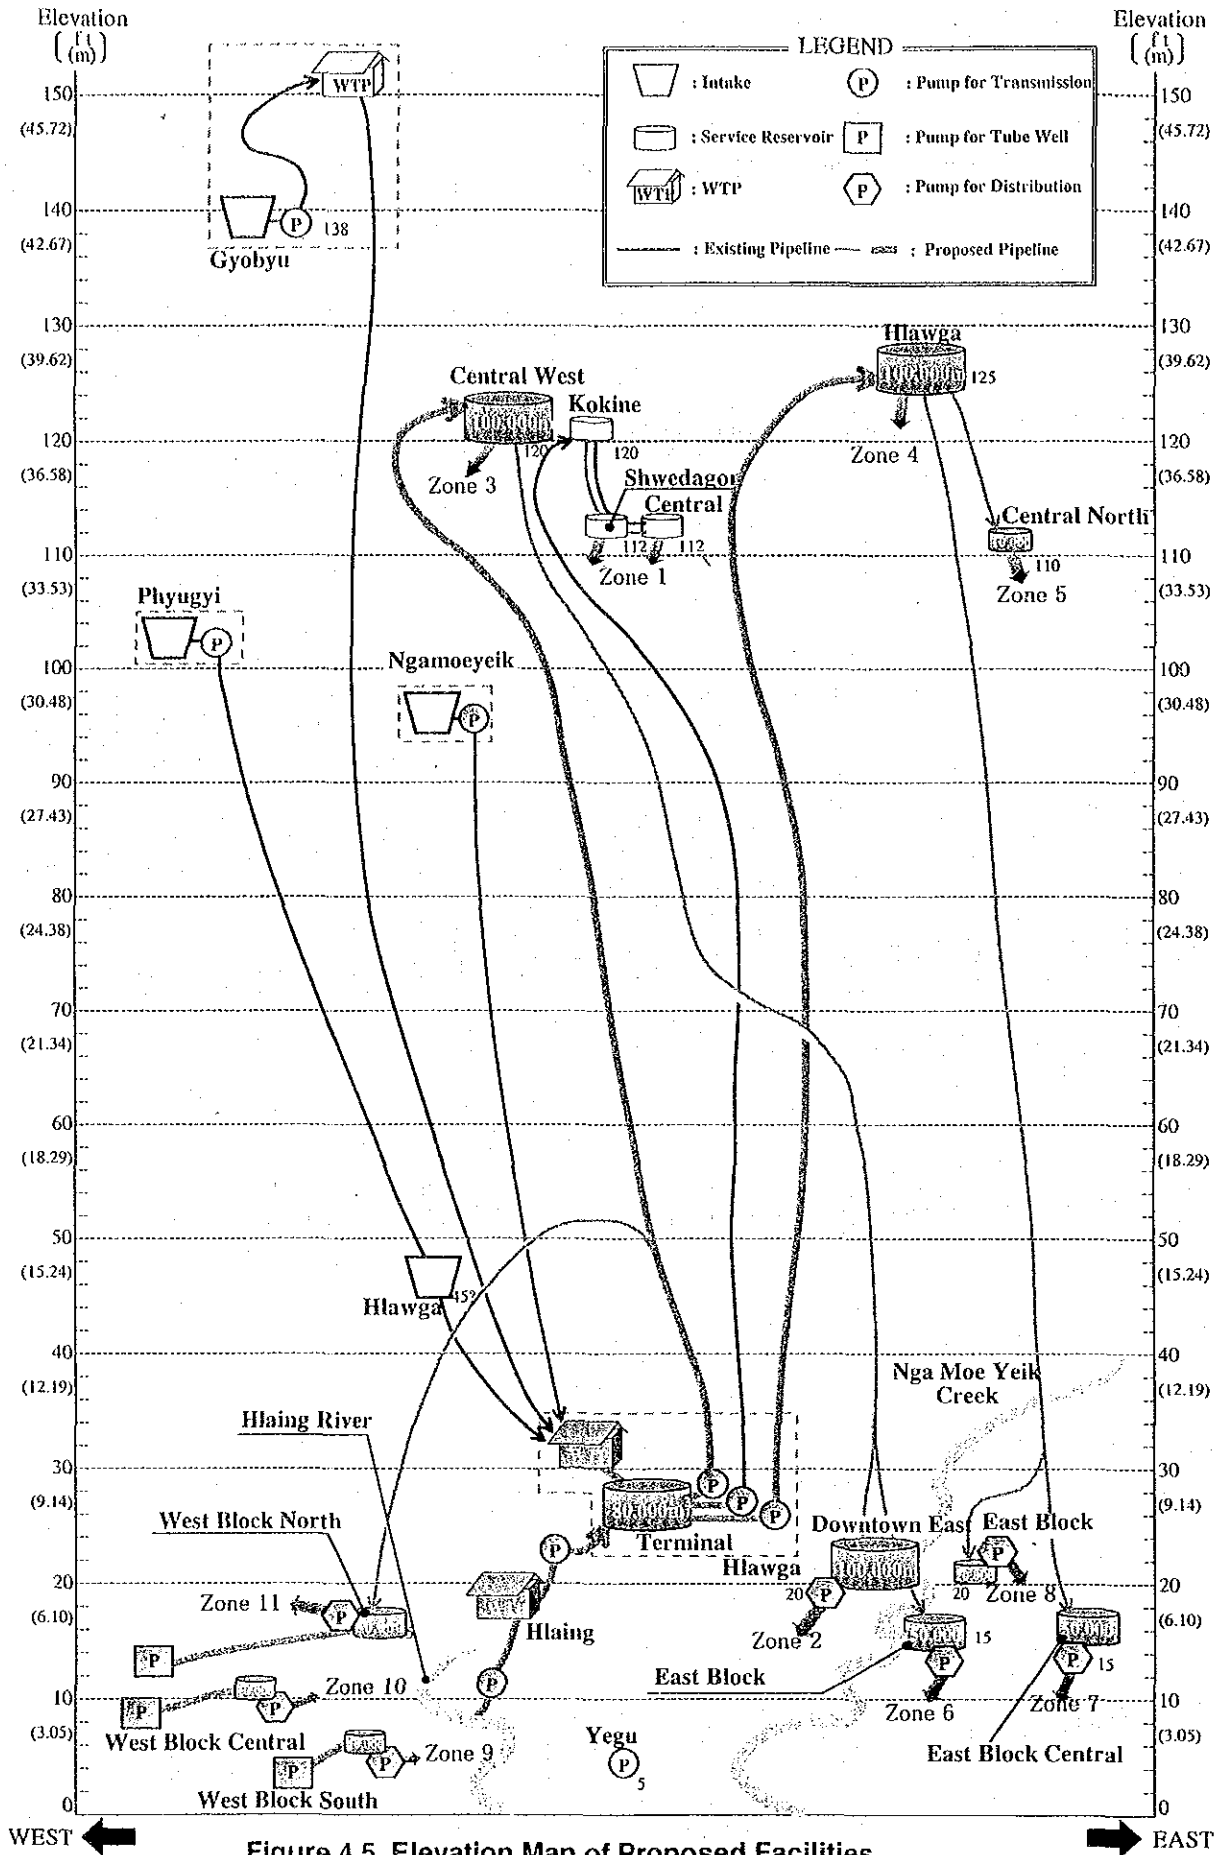 Elevation
ft
(m)
Elevation
ft
(m)
LEGEND
: Intake
P
: Pump for Transmission
: Service Reservoir
P
: Pump for Tube Well
WTP
: WTP
P
: Pump for Distribution
: Existing Pipeline
: Proposed Pipeline
150
(45.72)
WTP
150
(45.72)
140
(42.67)
P
138
Gyobyu
140
(42.67)
130
(39.62)
Hlawga
125
Zone 4
130
(39.62)
Central West
120
Zone 3
Kokine
120
120
(36.58)
120
(36.58)
Shwedagon
Central
112
112
Zone 1
Central North
110
Zone 5
110
(33.53)
110
(33.53)
Phyugyi
P
Ngamoeyeik
P
100
(30.48)
100
(30.48)
90
(27.43)
90
(27.43)
80
(24.38)
80
(24.38)
70
(21.34)
70
(21.34)
60
(18.29)
60
(18.29)
50
(15.24)
50
(15.24)
Hlawga
45?
40
(12.19)
40
(12.19)
Nga Moe Yeik
Creek
Hlaing River
30
(9.14)
30
(9.14)
P
P
P
Terminal
Hlawga
West Block North
Downtown East
East Block
P
P
20
20
Zone 8
20
(6.10)
20
(6.10)
Zone 11
P
P
Hlaing
P
Zone 2
15
East Block
P
Zone 6
P
15
Zone 7
East Block Central
P
10
(3.05)
10
(3.05)
P
P
Zone 10
West Block Central
P
P
Zone 9
West Block South
Yegu
P
5
0
0
WEST
EAST
Figure 4.5 Elevation Map of Proposed Facilities